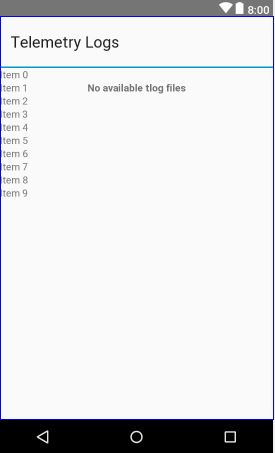 8:00
Telemetry Logs
Item 0
Item 1
No available tlog files
Item 2
Item 3
Item 4
Item 5
Item 6
Item 7
Item 8
Item 9